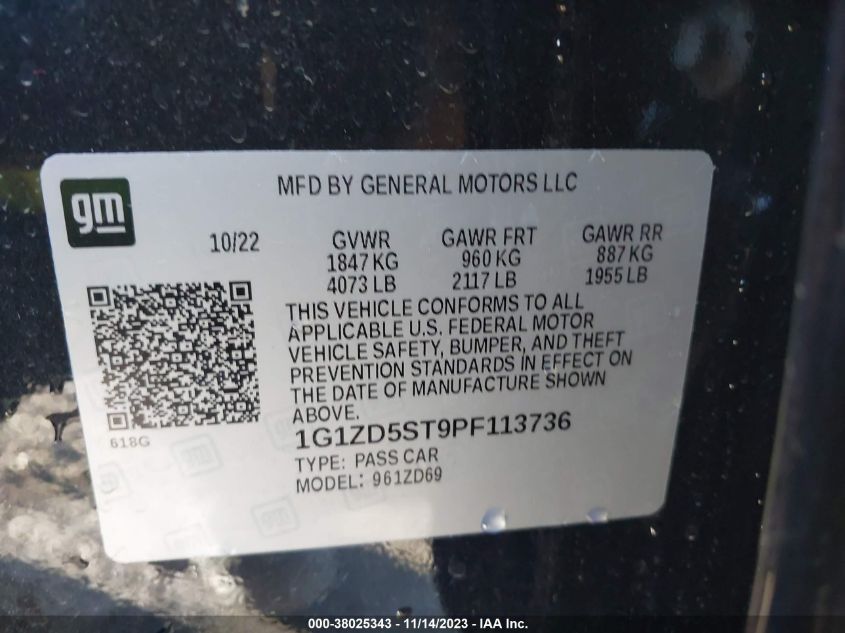 MFD BY GENERAL MOTORS LLC
gm
10/22
GVWR GAWR FRT GAWR RR
1847 KG 960 KG 887 KG
4073 LB 2117 LB 1955 LB
THIS VEHICLE CONFORMS TO ALL
APPLICABLE U.S. FEDERAL MOTOR
VEHICLE SAFETY, BUMPER, AND THEFT
PREVENTION STANDARDS IN EFFECT ON
THE DATE OF MANUFACTURE SHOWN
ABOVE.
618G
1G1ZD5ST9PF113736
TYPE: PASS CAR
MODEL: 961ZD69
000-38025343 - 11/14/2023 - IAA Inc.